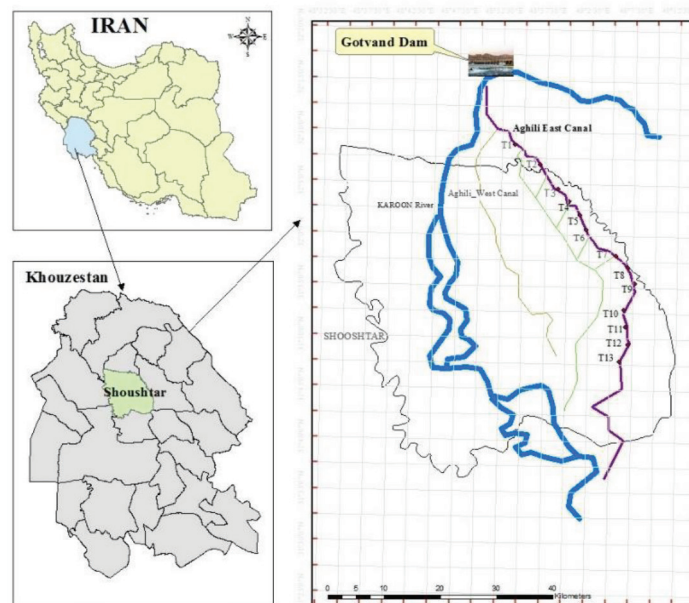 IRAN
N
W
E
S
Khouzestan
Shoushtar
Gotvand Dam
Aghili East Canal
T1
T2
T3
Aghili_West Canal
T4
KAROON River
T5
T6
T7
T8
T9
T10
T11
SHOOSHTAR
T12
T13
0 5 10 20 30 40
Kilometers